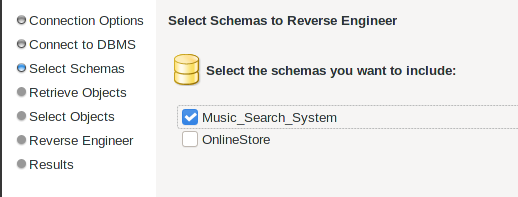 Connection Options
Connect to DBMS
Select Schemas
Retrieve Objects
Select Objects
Reverse Engineer
Results
Select Schemas to Reverse Engineer
Select the schemas you want to include:
Music_Search_System
OnlineStore